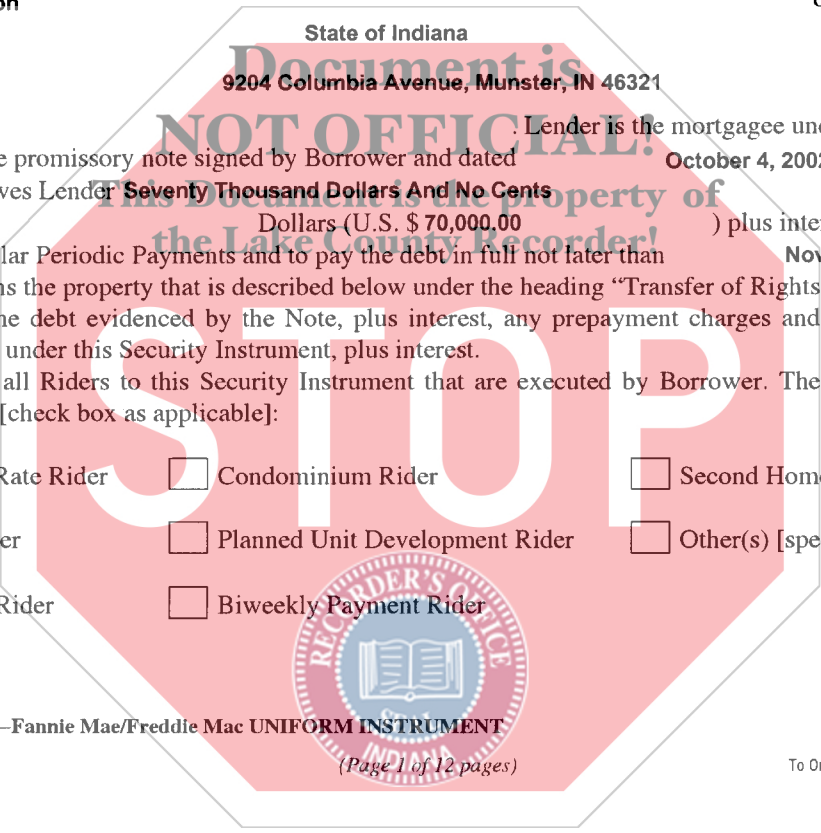 on
State of Indiana
Document is
9204 Columbia Avenue, Munster, IN 46321
NOT OFFICIAL!
. Lender is the mortgagee und
e promissory note signed by Borrower and dated October 4, 2002
ves Lender Seventy Thousand Dollars And No Cents
This Document is the property of
Dollars (U.S. $ 70,000.00 ) plus inte
the Lake County Recorder!
lar Periodic Payments and to pay the debt in full not later than Nov
ns the property that is described below under the heading “Transfer of Rights
he debt evidenced by the Note, plus interest, any prepayment charges and
under this Security Instrument, plus interest.
all Riders to this Security Instrument that are executed by Borrower. The
[check box as applicable]:
STOP
Rate Rider Condominium Rider Second Home
er Planned Unit Development Rider Other(s) [spe
Rider Biweekly Payment Rider
RECORDER'S OFFICE
SEAL
INDIANA
–Fannie Mae/Freddie Mac UNIFORM INSTRUMENT
(Page 1 of 12 pages)
To Or